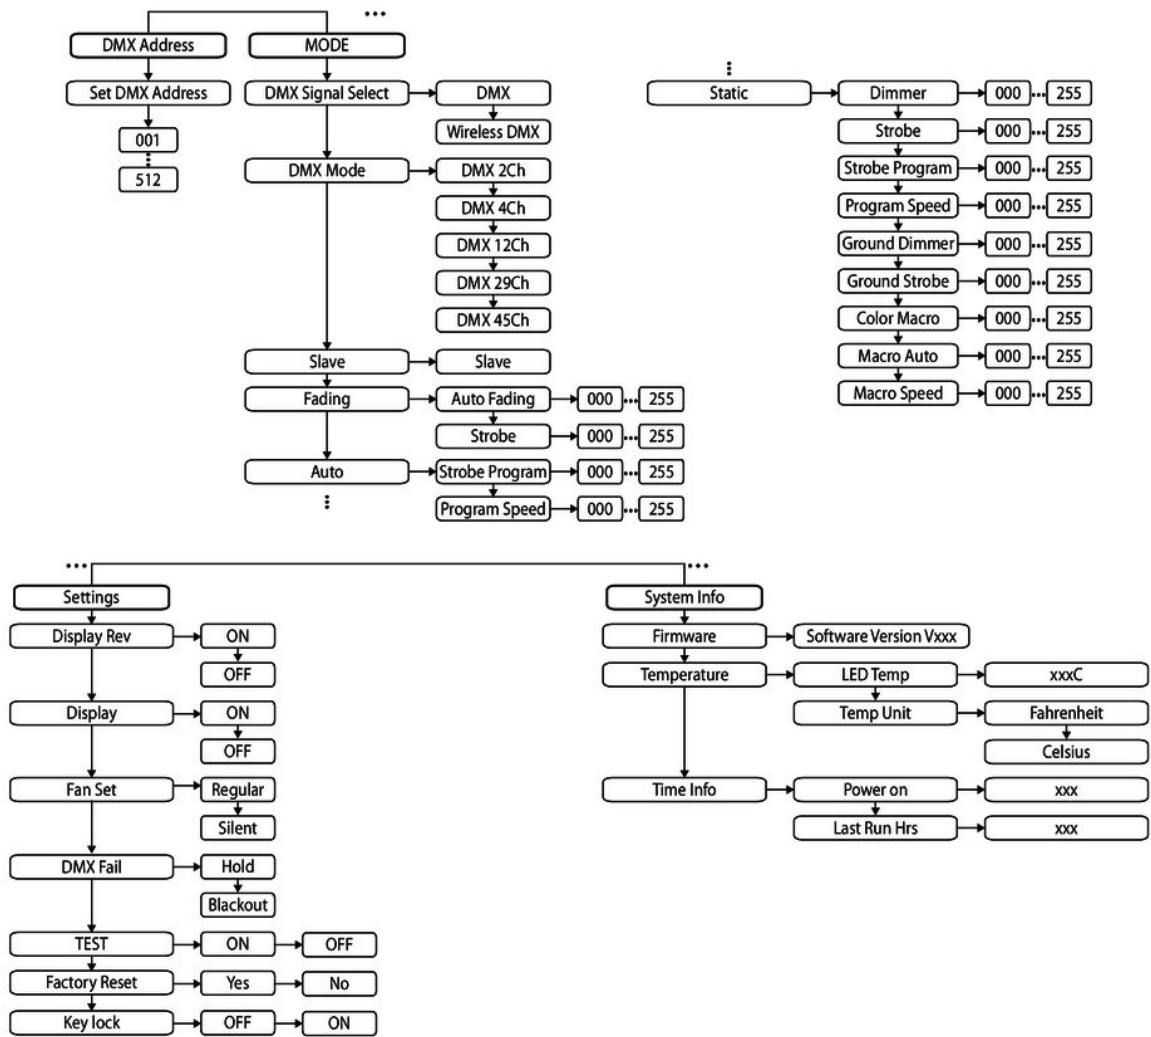 ...
DMX Address MODE
Set DMX Address DMX Signal Select DMX Static Dimmer 000 ... 255
001 Wireless DMX Strobe 000 ... 255
512 DMX Mode DMX 2Ch Strobe Program 000 ... 255
DMX 4Ch Program Speed 000 ... 255
DMX 12Ch Ground Dimmer 000 ... 255
DMX 29Ch Ground Strobe 000 ... 255
DMX 45Ch Color Macro 000 ... 255
Slave Slave Macro Auto 000 ... 255
Fading Auto Fading 000 ... 255 Macro Speed 000 ... 255
Strobe 000 ... 255
Auto Strobe Program 000 ... 255
Program Speed 000 ... 255
... ...
Settings System Info
Display Rev ON Firmware Software Version Vxxx
OFF Temperature LED Temp xxxC
Display ON Temp Unit Fahrenheit
OFF Celsius
Fan Set Regular Time Info Power on xxx
Silent Last Run Hrs xxx
DMX Fail Hold
Blackout
TEST ON OFF
Factory Reset Yes No
Key lock OFF ON